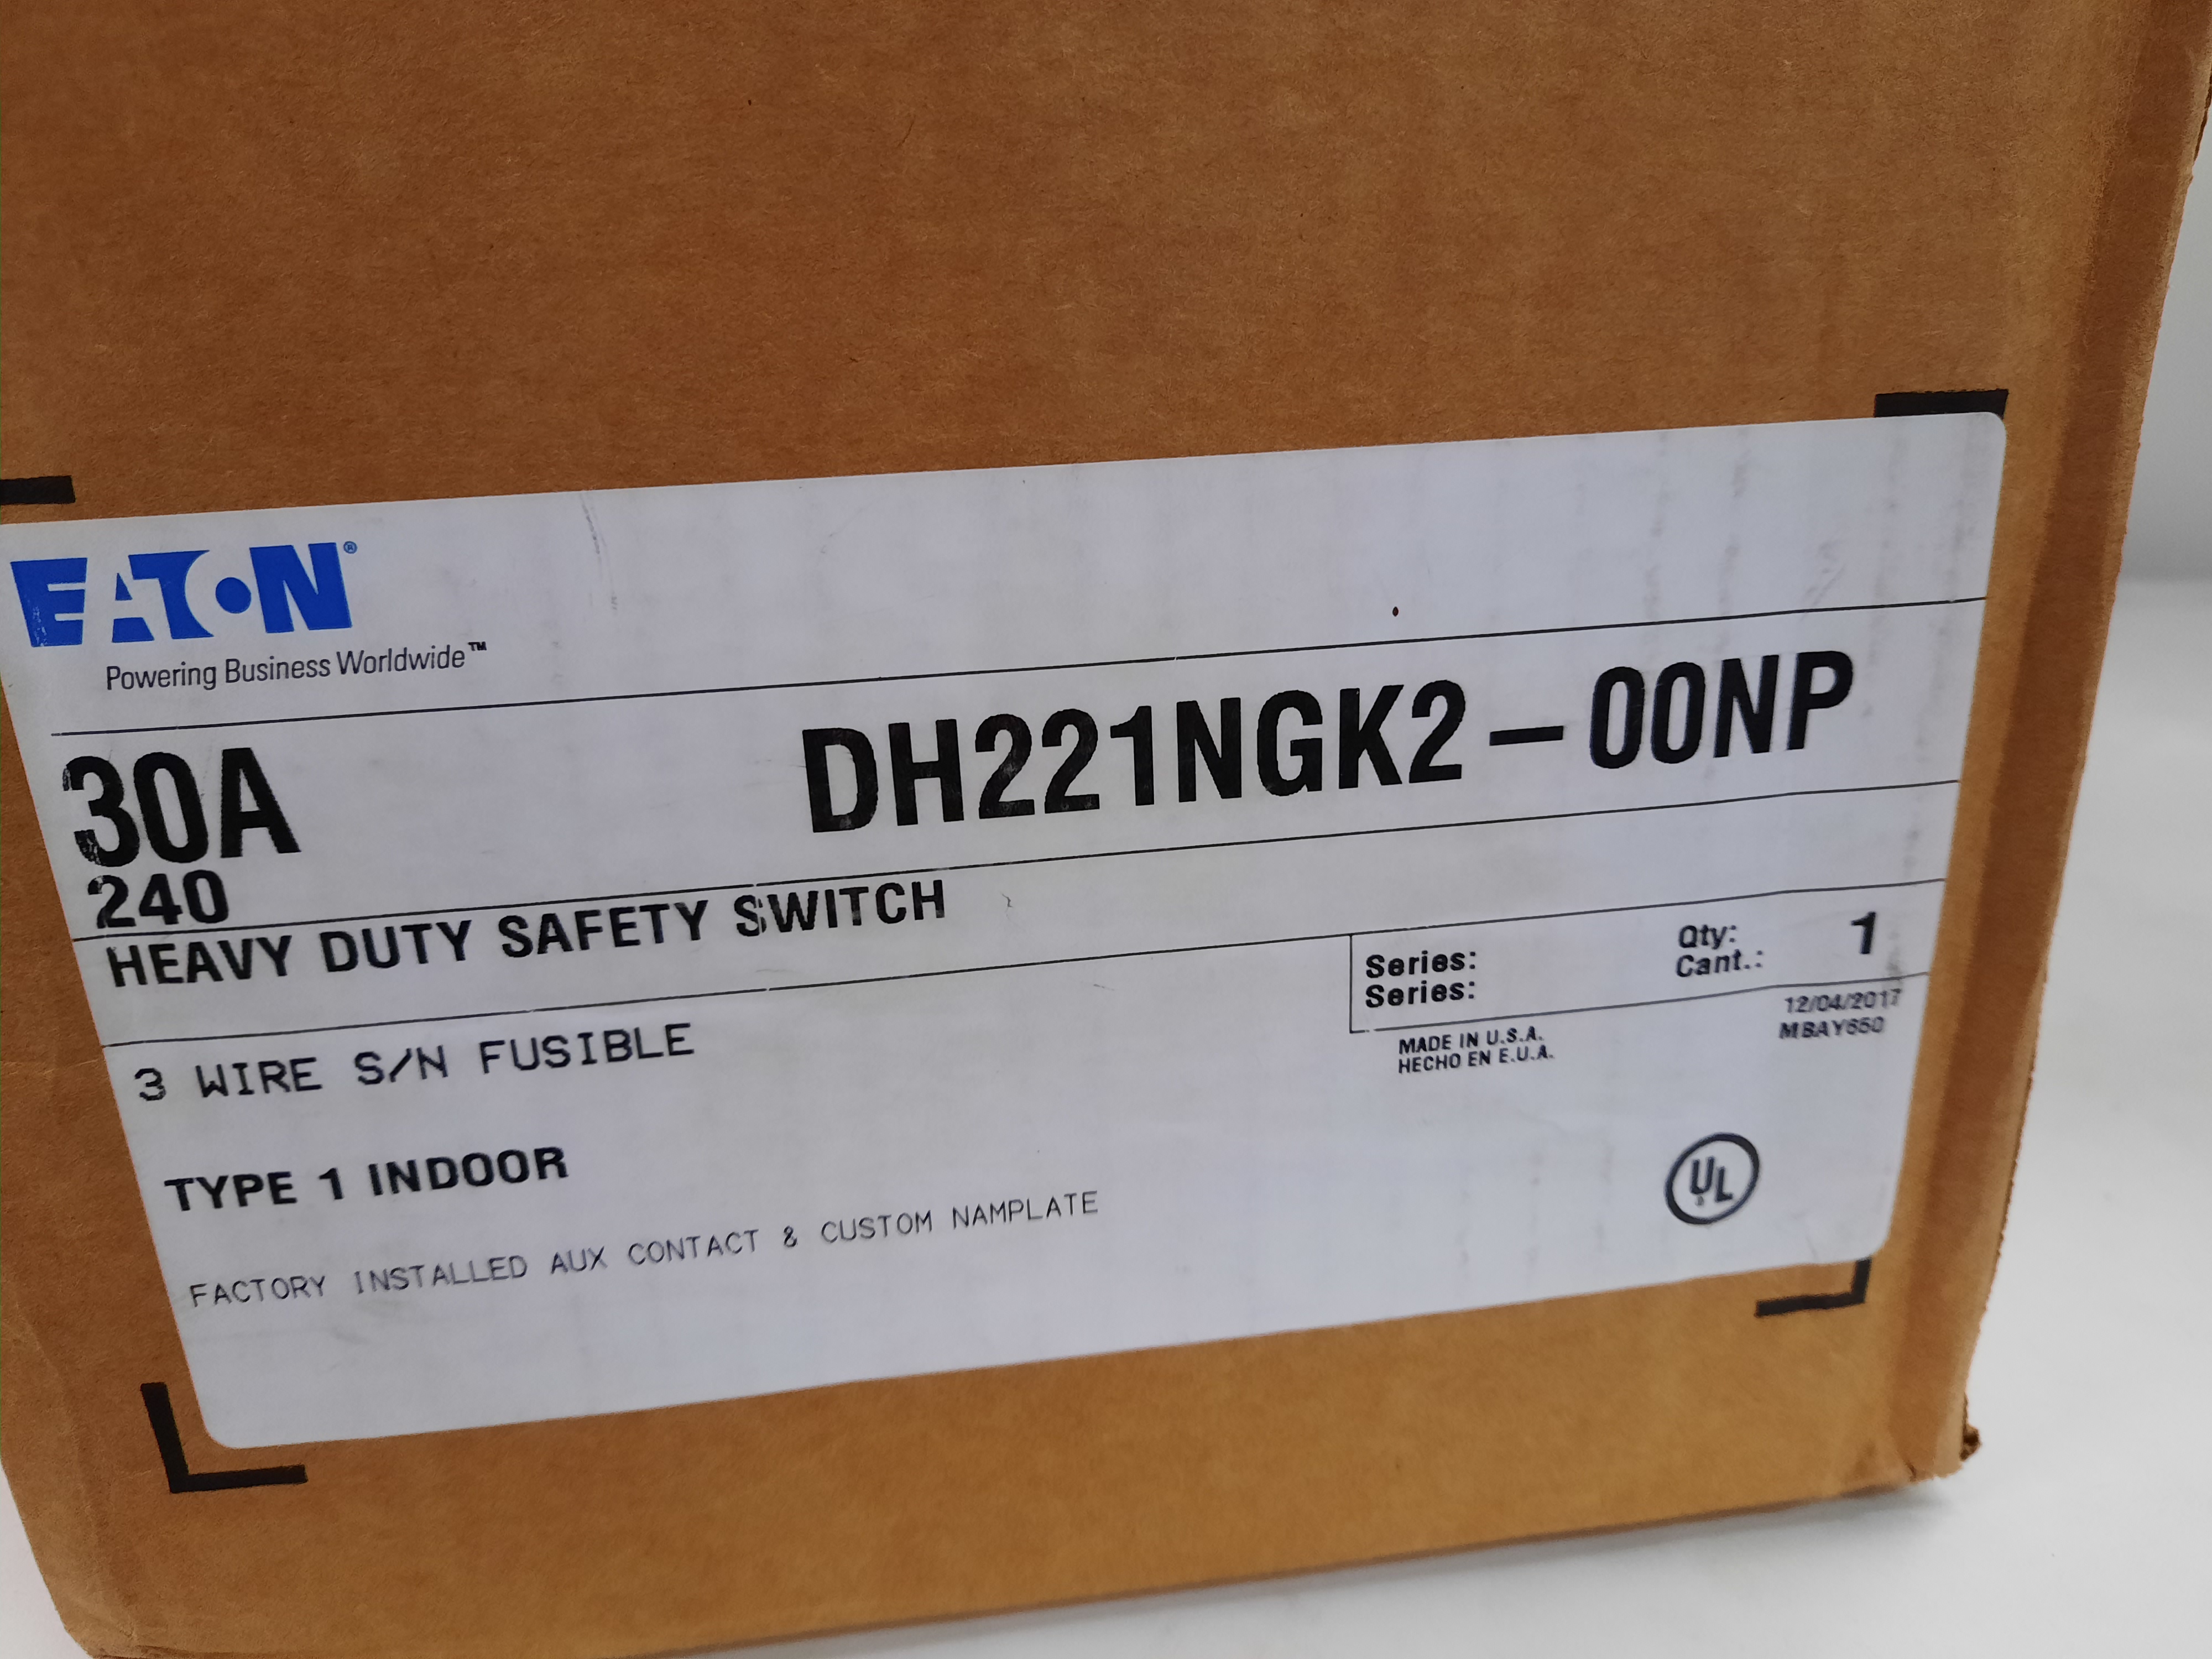 EATON®
Powering Business Worldwide™
30A DH221NGK2-00NP
240
HEAVY DUTY SAFETY SWITCH
Series: Qty: 1
Series: Cant.:
3 WIRE S/N FUSIBLE
MADE IN U.S.A. 12/04/2017
HECHO EN E.U.A. MBAY650
TYPE 1 INDOOR
UL
FACTORY INSTALLED AUX CONTACT & CUSTOM NAMPLATE